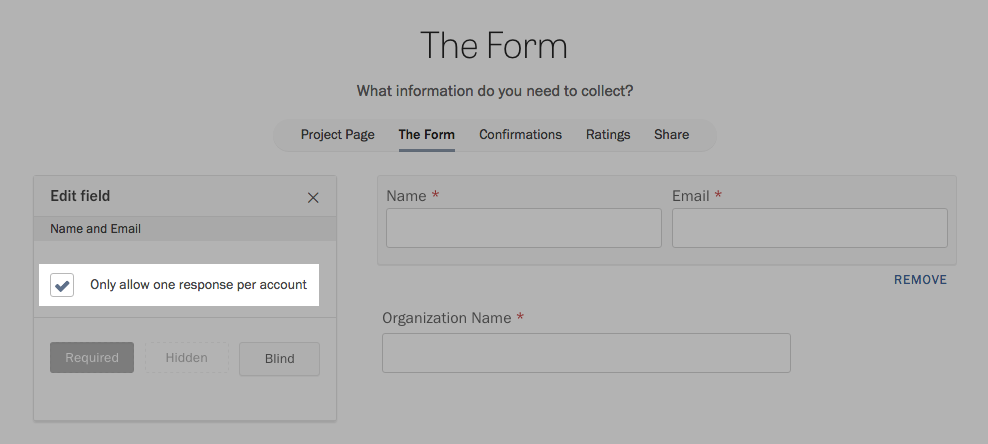 The Form
What information do you need to collect?
Project Page The Form Confirmations Ratings Share
Edit field
Name and Email
Only allow one response per account
Required Hidden Blind
Name * Email *
REMOVE
Organization Name *